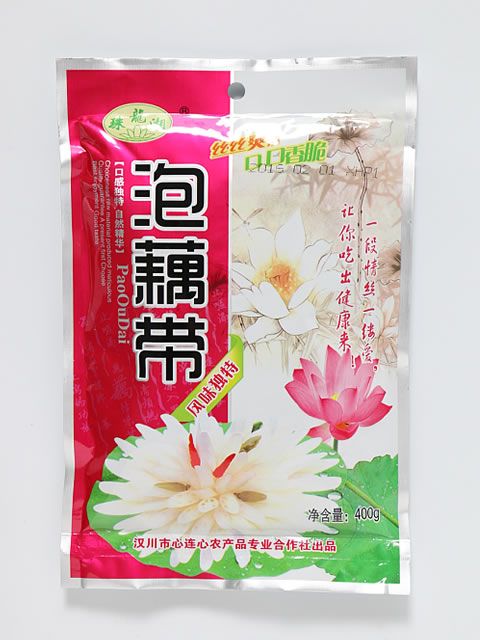 珠龍湖
®
丝丝爽
口口香脆
2015 02 01 XHP1
泡藕带
PaoOuDai
【口感独特 自然精华】
一段情丝一缕爱,
让你吃出健康来!
风味独特
净含量: 400g
汉川市心连心农产品专业合作社出品